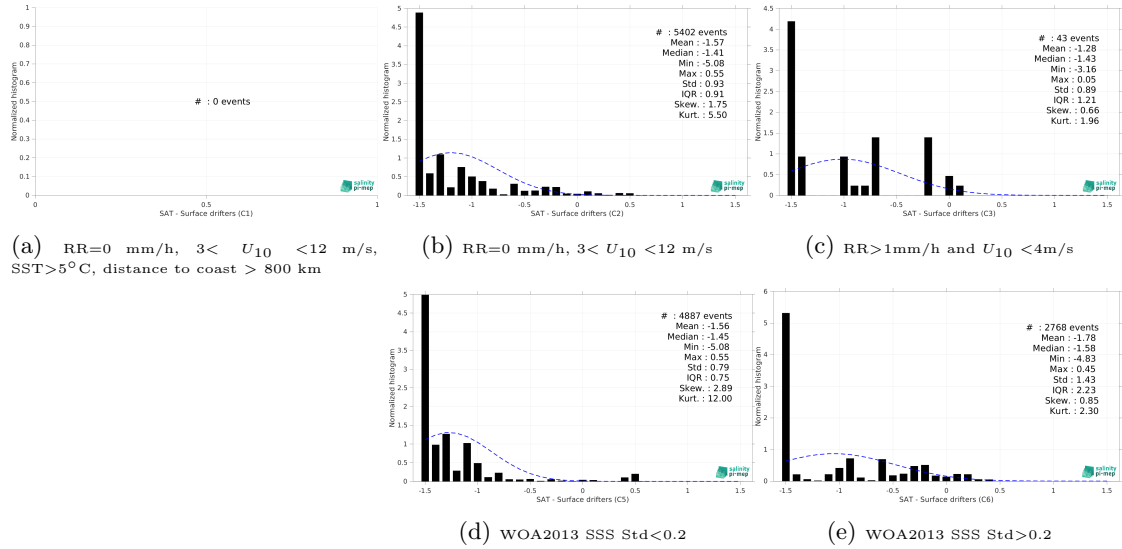 1
0.9
0.8
0.7
0.6
0.5
0.4
0.3
0.2
0.1
0
Normalized histogram
# : 0 events
0 0.5 1
SAT - Surface drifters (C1)
salinity
pi-mep
5
4.5
4
3.5
3
2.5
2
1.5
1
0.5
0
Normalized histogram
# : 5402 events
Mean : -1.57
Median : -1.41
Min : -5.08
Max : 0.55
Std : 0.93
IQR : 0.91
Skew. : 1.75
Kurt. : 5.50
-1.5 -1 -0.5 0 0.5 1 1.5
SAT - Surface drifters (C2)
salinity
pi-mep
4.5
4
3.5
3
2.5
2
1.5
1
0.5
0
Normalized histogram
# : 43 events
Mean : -1.28
Median : -1.43
Min : -3.16
Max : 0.05
Std : 0.89
IQR : 1.21
Skew. : 0.66
Kurt. : 1.96
-1.5 -1 -0.5 0 0.5 1 1.5
SAT - Surface drifters (C3)
salinity
pi-mep
(a) RR=0 mm/h, 3< U10 <12 m/s,
SST>5°C, distance to coast > 800 km
(b) RR=0 mm/h, 3< U10 <12 m/s
(c) RR>1mm/h and U10 <4m/s
5
4.5
4
3.5
3
2.5
2
1.5
1
0.5
0
Normalized histogram
# : 4887 events
Mean : -1.56
Median : -1.45
Min : -5.08
Max : 0.55
Std : 0.79
IQR : 0.75
Skew. : 2.89
Kurt. : 12.00
-1.5 -1 -0.5 0 0.5 1 1.5
SAT - Surface drifters (C5)
salinity
pi-mep
6
5
4
3
2
1
0
Normalized histogram
# : 2768 events
Mean : -1.78
Median : -1.58
Min : -4.83
Max : 0.45
Std : 1.43
IQR : 2.23
Skew. : 0.85
Kurt. : 2.30
-1.5 -1 -0.5 0 0.5 1 1.5
SAT - Surface drifters (C6)
salinity
pi-mep
(d) WOA2013 SSS Std<0.2
(e) WOA2013 SSS Std>0.2